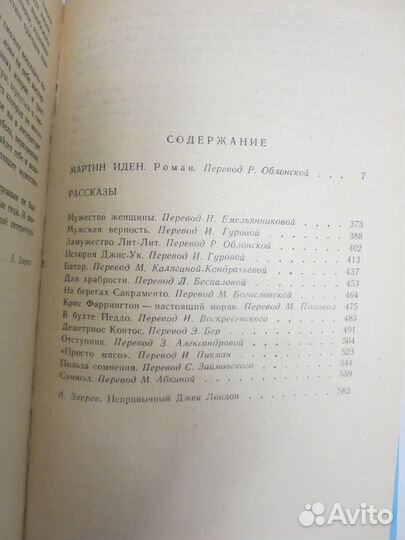 СОДЕРЖАНИЕ
МАРТИН ИДЕН. Роман. Перевод Р. Облонской . . . 7
РАССКАЗЫ
Мужество женщины. Перевод Н. Емельянниковой . . 373
Мужская верность. Перевод И. Гуровой . . . 388
Замужество Лит-Лит. Перевод Р. Облонской . . . 402
История Джис-Ук. Перевод И. Гуровой . . . 413
Батар. Перевод М. Калягиной-Кондратьевой . . . 437
Для храбрости. Перевод Л. Беспаловой . . . 453
На берегах Сакраменто. Перевод М. Богословской . . 464
Крис Фаррингтон — настоящий моряк. Перевод М. Поповой . 475
В бухте Йеддо. Перевод И. Воскресенского . . . 483
Деметриос Контос. Перевод Э. Бер . . . 491
Отступник. Перевод З. Александровой . . . 504
«Просто мясо». Перевод И. Пикман . . . 523
Польза сомнения. Перевод С. Займовского . . . 541
Сэмюэл. Перевод М. Абкиной . . . 559
А. Зверев. Непривычный Джек Лондон . . . 582
А. Зверев
Avito